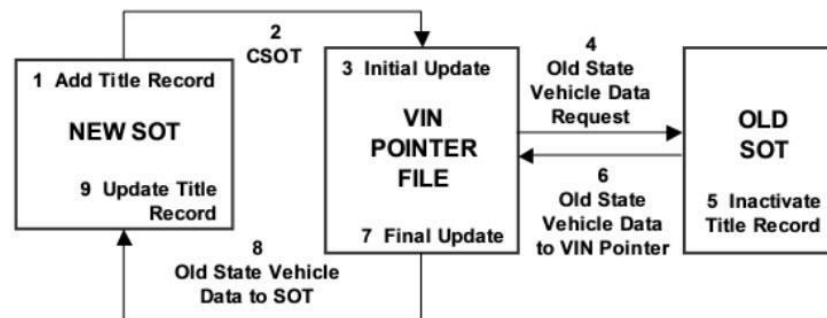 2
CSOT
1 Add Title Record
NEW SOT
9 Update Title
Record
3 Initial Update
VIN
POINTER
FILE
7 Final Update
4
Old State
Vehicle Data
Request
6
Old State
Vehicle Data
to VIN Pointer
OLD
SOT
5 Inactivate
Title Record
8
Old State Vehicle
Data to SOT